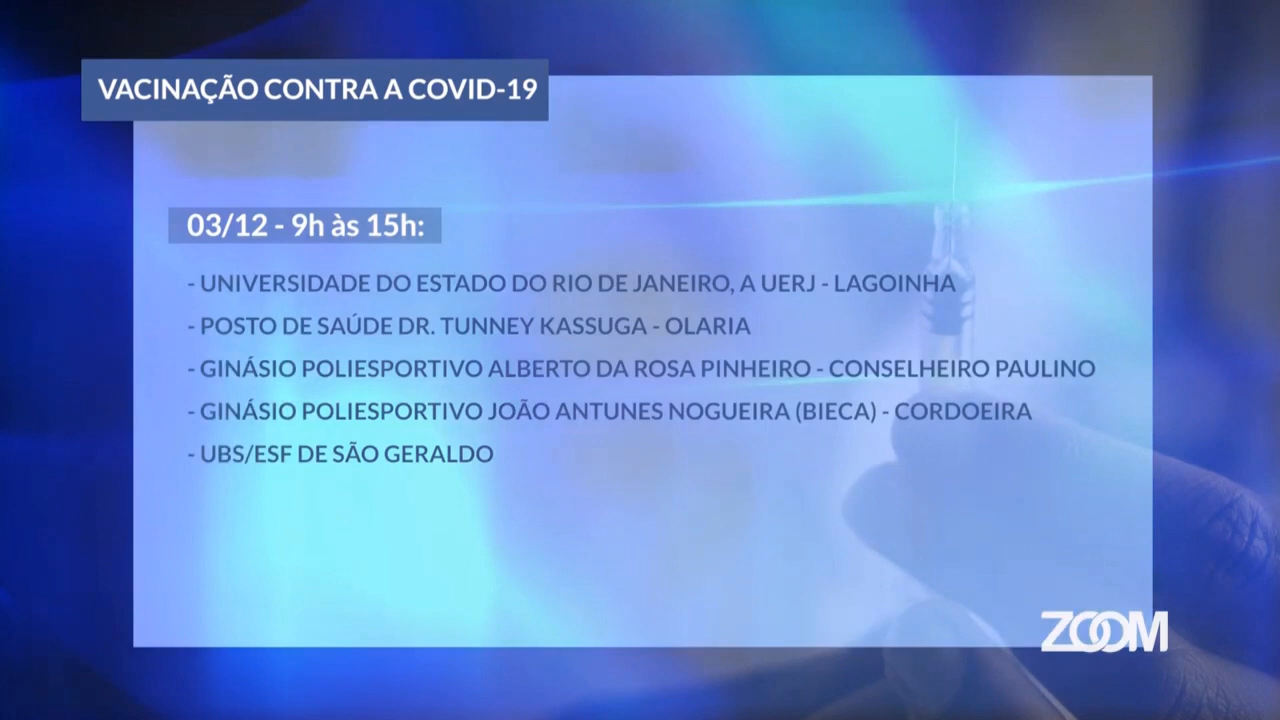 VACINAÇÃO CONTRA A COVID-19
03/12 - 9h às 15h:
- UNIVERSIDADE DO ESTADO DO RIO DE JANEIRO, A UERJ - LAGOINHA
- POSTO DE SAÚDE DR. TUNNEY KASSUGA - OLARIA
- GINÁSIO POLIESPORTIVO ALBERTO DA ROSA PINHEIRO - CONSELHEIRO PAULINO
- GINÁSIO POLIESPORTIVO JOÃO ANTUNES NOGUEIRA (BIECA) - CORDOEIRA
- UBS/ESF DE SÃO GERALDO
ZOOM